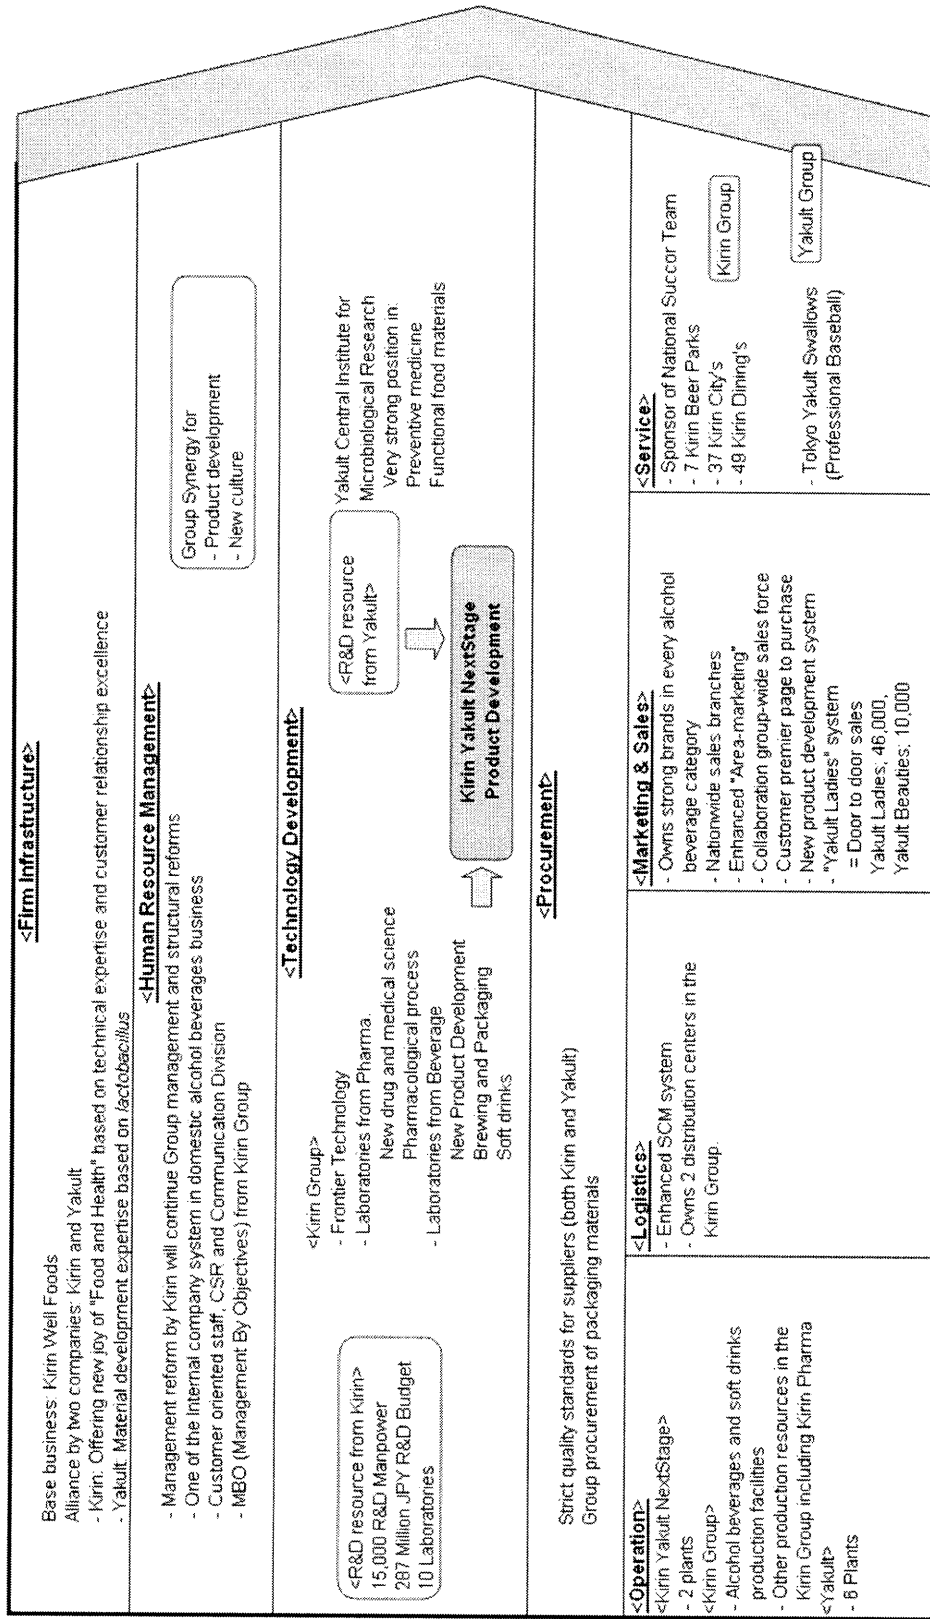 <Firm Infrastructure>
Base business: Kirin Well Foods
Alliance by two companies: Kirin and Yakult
- Kirin: Offering new joy of "Food and Health" based on technical expertise and customer relationship excellence
- Yakult: Material development expertise based on lactobacillus
<Human Resource Management>
- Management reform by Kirin will continue Group management and structural reforms
- One of the Internal company system in domestic alcohol beverages business
- Customer oriented staff, CSR and Communication Division
- MBO (Management By Objectives) from Kirin Group
Group Synergy for
- Product development
- New culture
<Technology Development>
<R&D resource from Kirin>
15,000 R&D Manpower
287 Million JPY R&D Budget
10 Laboratories
<Kirin Group>
- Frontier Technology
- Laboratories from Pharma.
New drug and medical science
Pharmacological process
- Laboratories from Beverage
New Product Development
Brewing and Packaging
Soft drinks
<R&D resource
from Yakult>
Yakult Central Institute for
Microbiological Research
Very strong position in:
Preventive medicine
Functional food materials
Kirin Yakult NextStage
Product Development
<Procurement>
Strict quality standards for suppliers (both Kirin and Yakult)
Group procurement of packaging materials
<Operation>
<Kirin Yakult NextStage>
- 2 plants
<Kirin Group>
- Alcohol beverages and soft drinks
production facilities
- Other production resources in the
Kirin Group including Kirin Pharma
<Yakult>
- 6 Plants
<Logistics>
- Enhanced SCM system
- Owns 2 distribution centers in the
Kirin Group.
<Marketing & Sales>
- Owns strong brands in every alcohol
beverage category
- Nationwide sales branches
- Enhanced "Area-marketing"
- Collaboration group-wide sales force
- Customer premier page to purchase
- New product development system
- "Yakult Ladies" system
= Door to door sales
Yakult Ladies; 46,000,
Yakult Beauties; 10,000
<Service>
- Sponsor of National Succor Team
- 7 Kirin Beer Parks
- 37 Kirin City's
- 49 Kirin Dining's
Kirin Group
- Tokyo Yakult Swallows
(Professional Baseball)
Yakult Group